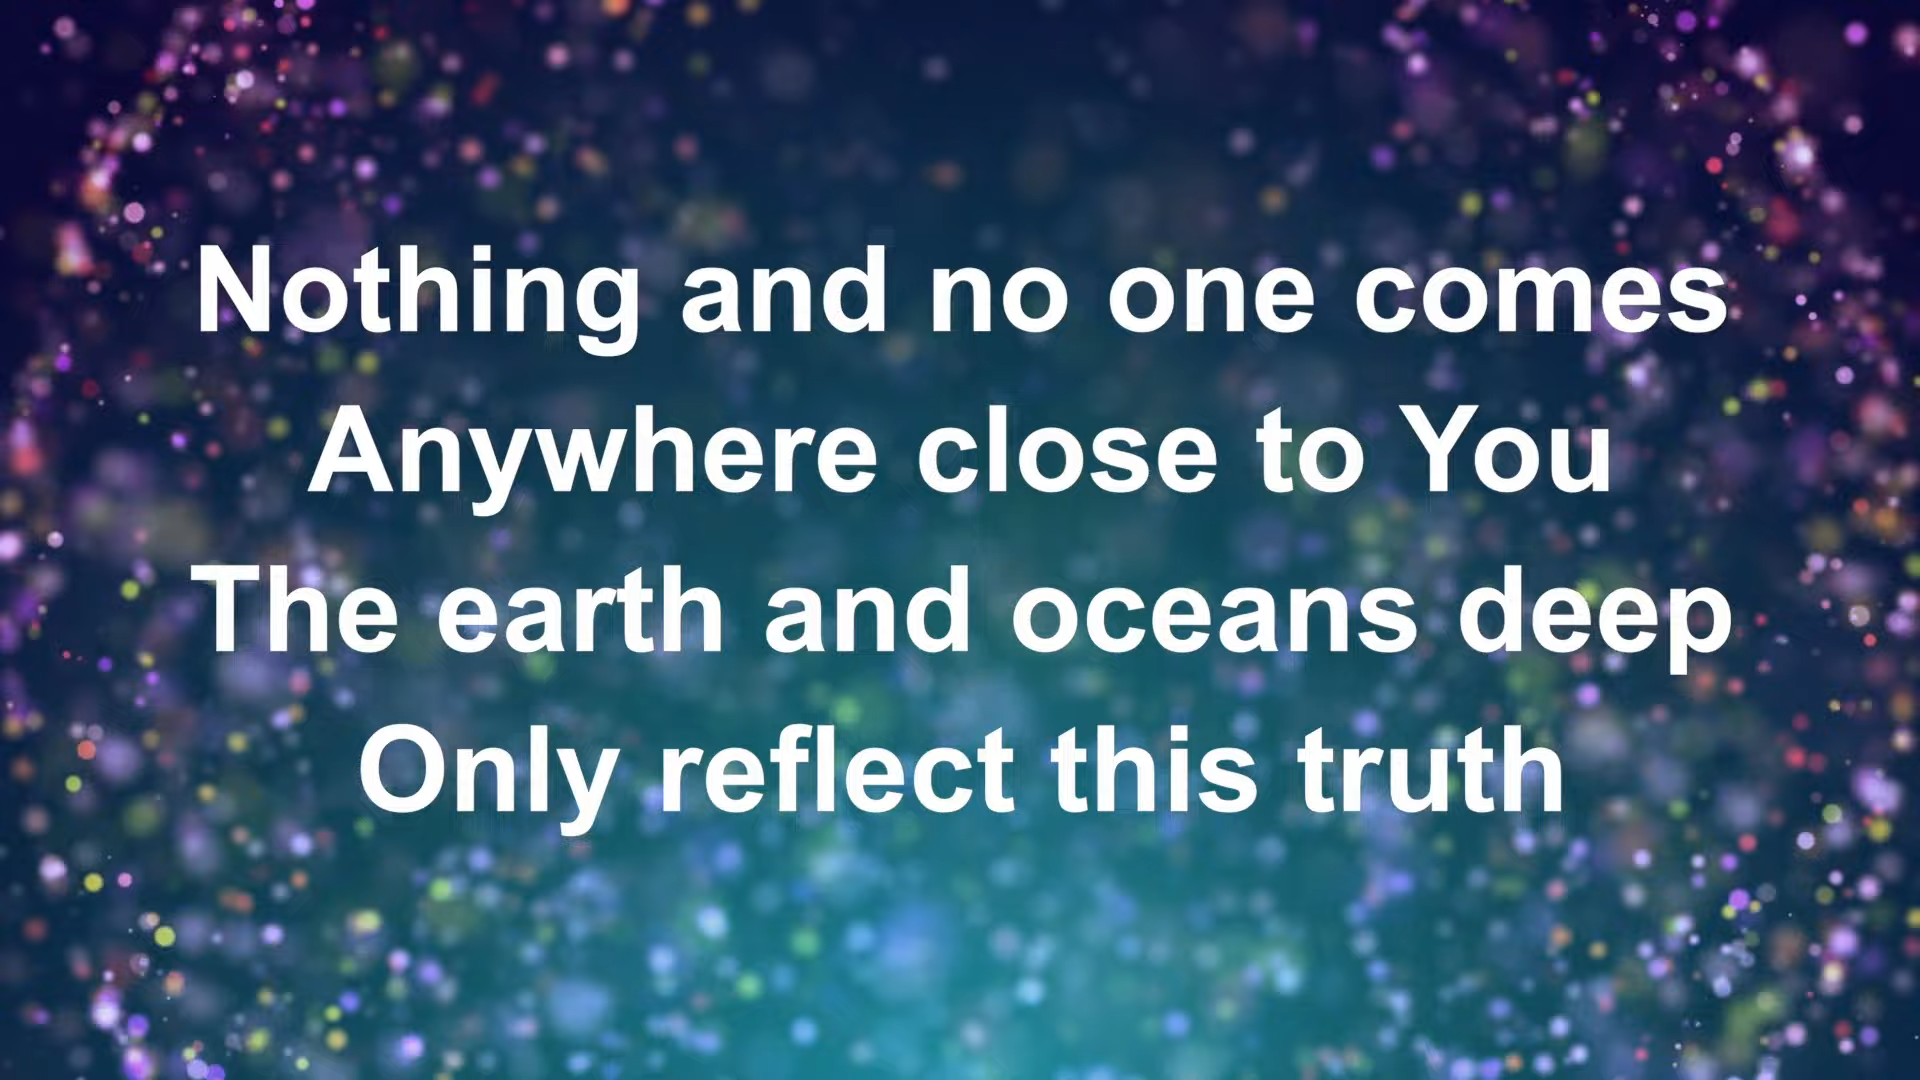 Nothing and no one comes
Anywhere close to You
The earth and oceans deep
Only reflect this truth